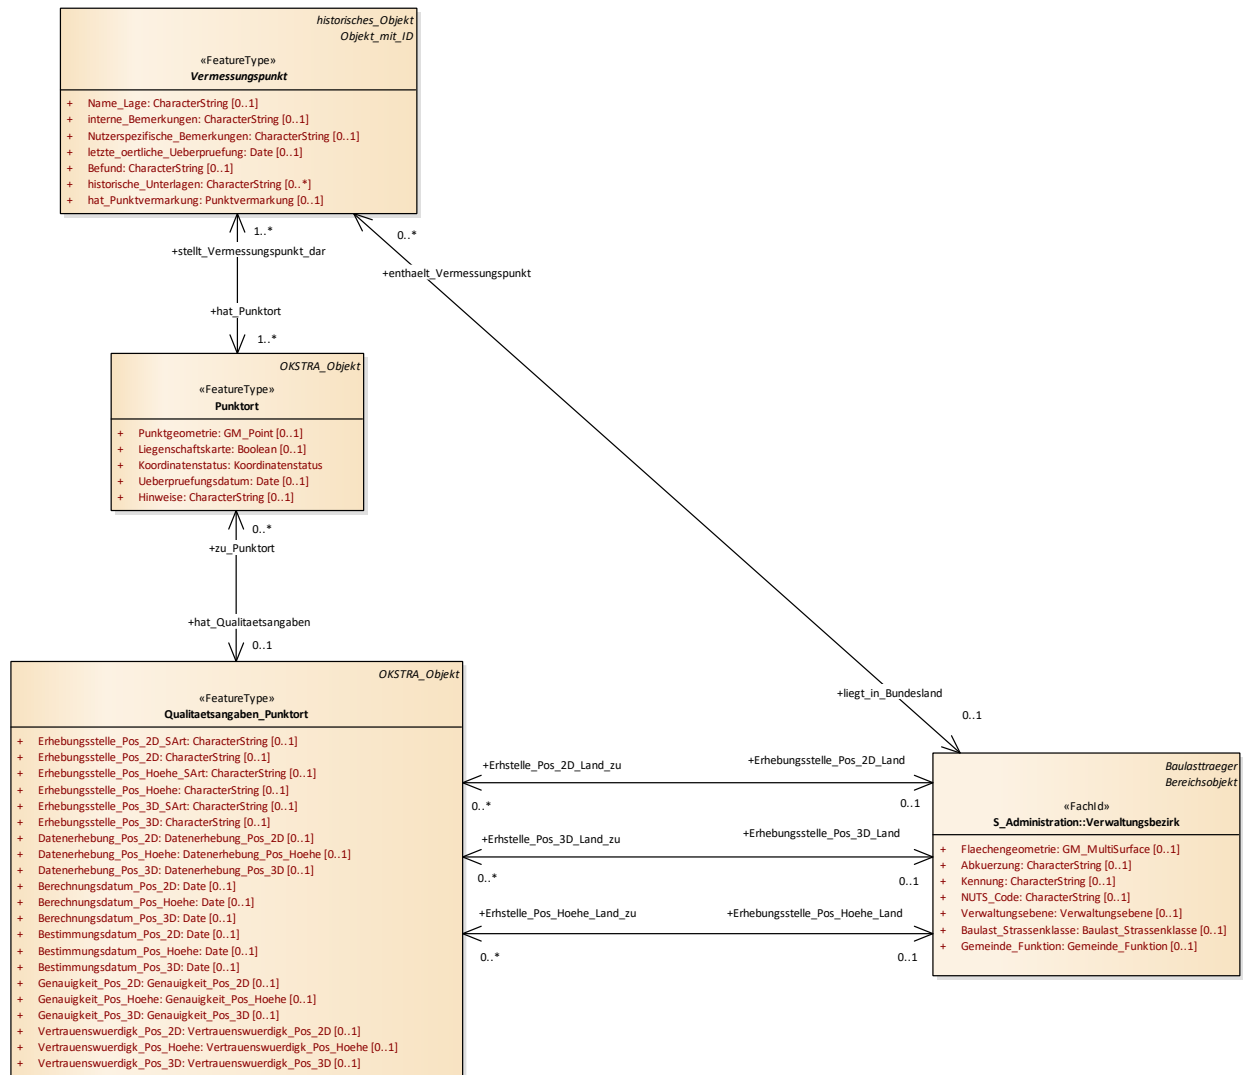 historisches_Objekt
Objekt_mit_ID
«FeatureType»
Vermessungspunkt
+ Name_Lage: CharacterString [0..1]
+ interne_Bemerkungen: CharacterString [0..1]
+ Nutzerspezifische_Bemerkungen: CharacterString [0..1]
+ letzte_oertliche_Ueberpruefung: Date [0..1]
+ Befund: CharacterString [0..1]
+ historische_Unterlagen: CharacterString [0..*]
+ hat_Punktvermarkung: Punktvermarkung [0..1]
1..*
+stellt_Vermessungspunkt_dar
0..*
+enthaelt_Vermessungspunkt
+hat_Punktort
1..*
OKSTRA_Objekt
«FeatureType»
Punktort
+ Punktgeometrie: GM_Point [0..1]
+ Liegenschaftskarte: Boolean [0..1]
+ Koordinatenstatus: Koordinatenstatus
+ Ueberpruefungsdatum: Date [0..1]
+ Hinweise: CharacterString [0..1]
0..*
+zu_Punktort
+hat_Qualitaetsangaben
0..1
+liegt_in_Bundesland
0..1
OKSTRA_Objekt
«FeatureType»
Qualitaetsangaben_Punktort
+ Erhebungsstelle_Pos_2D_SArt: CharacterString [0..1]
+ Erhebungsstelle_Pos_2D: CharacterString [0..1]
+ Erhebungsstelle_Pos_Hoehe_SArt: CharacterString [0..1]
+ Erhebungsstelle_Pos_Hoehe: CharacterString [0..1]
+ Erhebungsstelle_Pos_3D_SArt: CharacterString [0..1]
+ Erhebungsstelle_Pos_3D: CharacterString [0..1]
+ Datenerhebung_Pos_2D: Datenerhebung_Pos_2D [0..1]
+ Datenerhebung_Pos_Hoehe: Datenerhebung_Pos_Hoehe [0..1]
+ Datenerhebung_Pos_3D: Datenerhebung_Pos_3D [0..1]
+ Berechnungsdatum_Pos_2D: Date [0..1]
+ Berechnungsdatum_Pos_Hoehe: Date [0..1]
+ Berechnungsdatum_Pos_3D: Date [0..1]
+ Bestimmungsdatum_Pos_2D: Date [0..1]
+ Bestimmungsdatum_Pos_Hoehe: Date [0..1]
+ Bestimmungsdatum_Pos_3D: Date [0..1]
+ Genauigkeit_Pos_2D: Genauigkeit_Pos_2D [0..1]
+ Genauigkeit_Pos_Hoehe: Genauigkeit_Pos_Hoehe [0..1]
+ Genauigkeit_Pos_3D: Genauigkeit_Pos_3D [0..1]
+ Vertrauenswuerdigk_Pos_2D: Vertrauenswuerdigk_Pos_2D [0..1]
+ Vertrauenswuerdigk_Pos_Hoehe: Vertrauenswuerdigk_Pos_Hoehe [0..1]
+ Vertrauenswuerdigk_Pos_3D: Vertrauenswuerdigk_Pos_3D [0..1]
+Erhstelle_Pos_2D_Land_zu
+Erhebungsstelle_Pos_2D_Land
0..*
0..1
+Erhstelle_Pos_3D_Land_zu
+Erhebungsstelle_Pos_3D_Land
0..*
0..1
+Erhstelle_Pos_Hoehe_Land_zu
+Erhebungsstelle_Pos_Hoehe_Land
0..*
0..1
Baulasttraeger
Bereichsobjekt
«FachId»
S_Administration::Verwaltungsbezirk
+ Flaechengeometrie: GM_MultiSurface [0..1]
+ Abkuerzung: CharacterString [0..1]
+ Kennung: CharacterString [0..1]
+ NUTS_Code: CharacterString [0..1]
+ Verwaltungsebene: Verwaltungsebene [0..1]
+ Baulast_Strassenklasse: Baulast_Strassenklasse [0..1]
+ Gemeinde_Funktion: Gemeinde_Funktion [0..1]